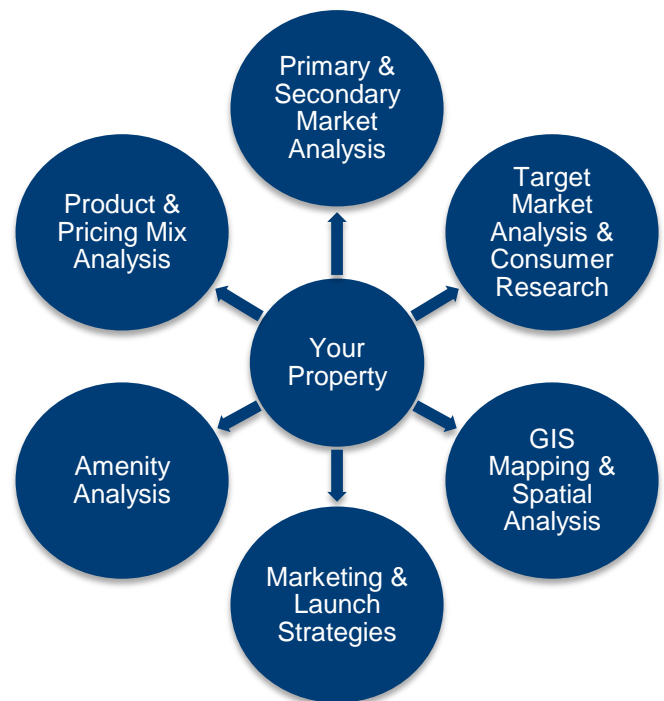 Primary &
Secondary
Market
Analysis
Target
Market
Analysis &
Consumer
Research
GIS
Mapping &
Spatial
Analysis
Marketing &
Launch
Strategies
Amenity
Analysis
Product &
Pricing Mix
Analysis
Your
Property